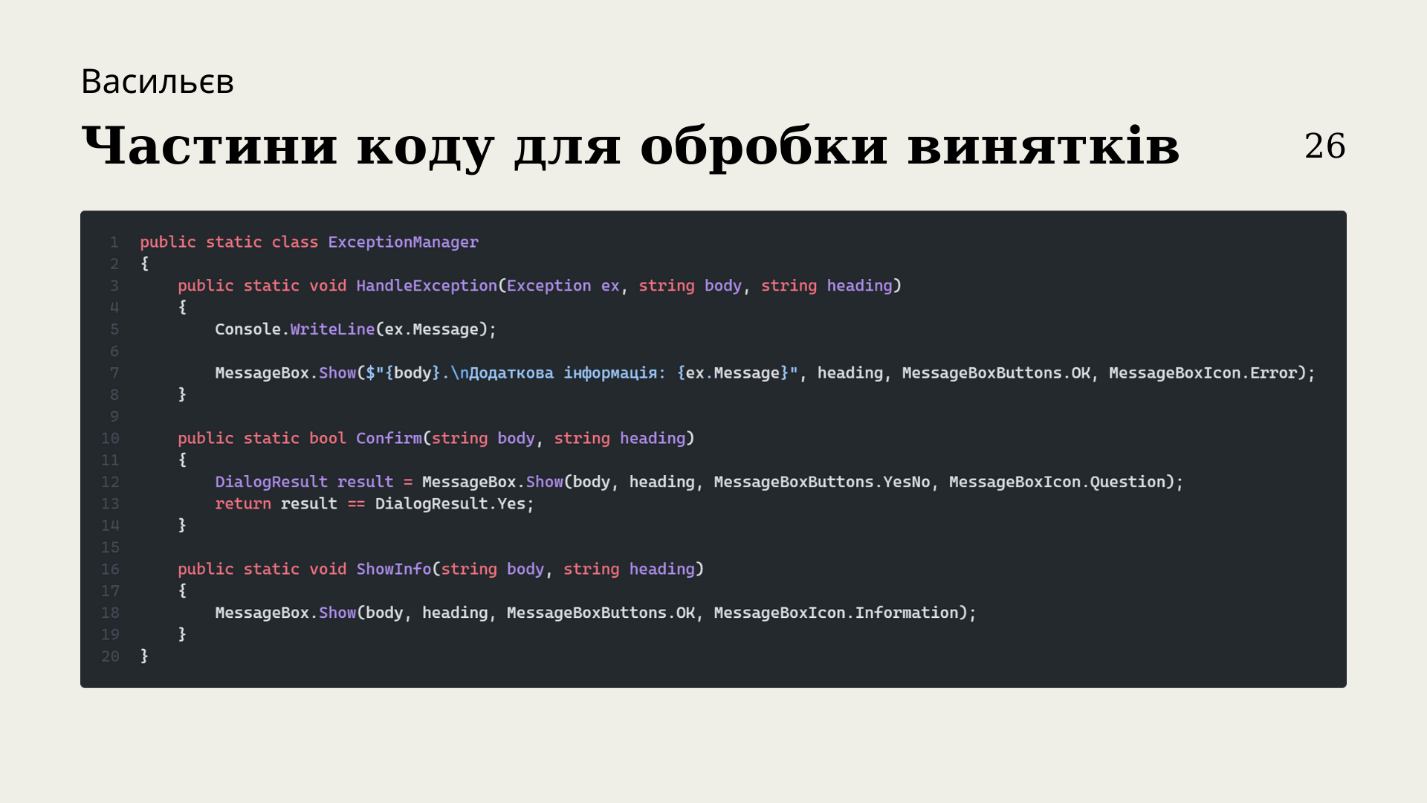 Васильєв
Частини коду для обробки винятків
26
1 public static class ExceptionManager
2 {
3     public static void HandleException(Exception ex, string body, string heading)
4     {
5         Console.WriteLine(ex.Message);
6
7         MessageBox.Show($"{body}.\nДодаткова інформація: {ex.Message}", heading, MessageBoxButtons.OK, MessageBoxIcon.Error);
8     }
9
10     public static bool Confirm(string body, string heading)
11     {
12         DialogResult result = MessageBox.Show(body, heading, MessageBoxButtons.YesNo, MessageBoxIcon.Question);
13         return result == DialogResult.Yes;
14     }
15
16     public static void ShowInfo(string body, string heading)
17     {
18         MessageBox.Show(body, heading, MessageBoxButtons.OK, MessageBoxIcon.Information);
19     }
20 }